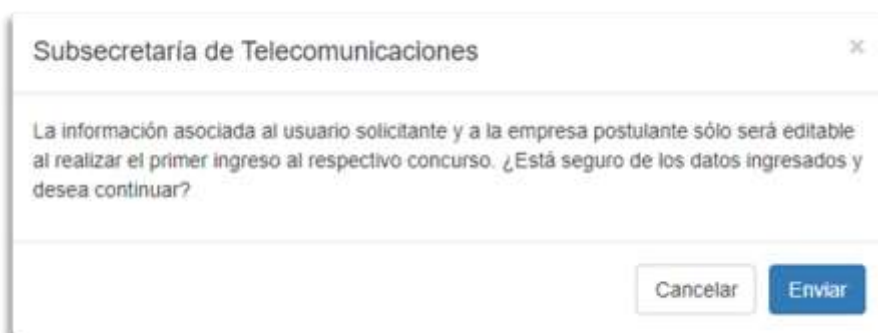 Subsecretaría de Telecomunicaciones
La información asociada al usuario solicitante y a la empresa postulante sólo será editable
al realizar el primer ingreso al respectivo concurso. ¿Está seguro de los datos ingresados y
desea continuar?
Cancelar
Enviar